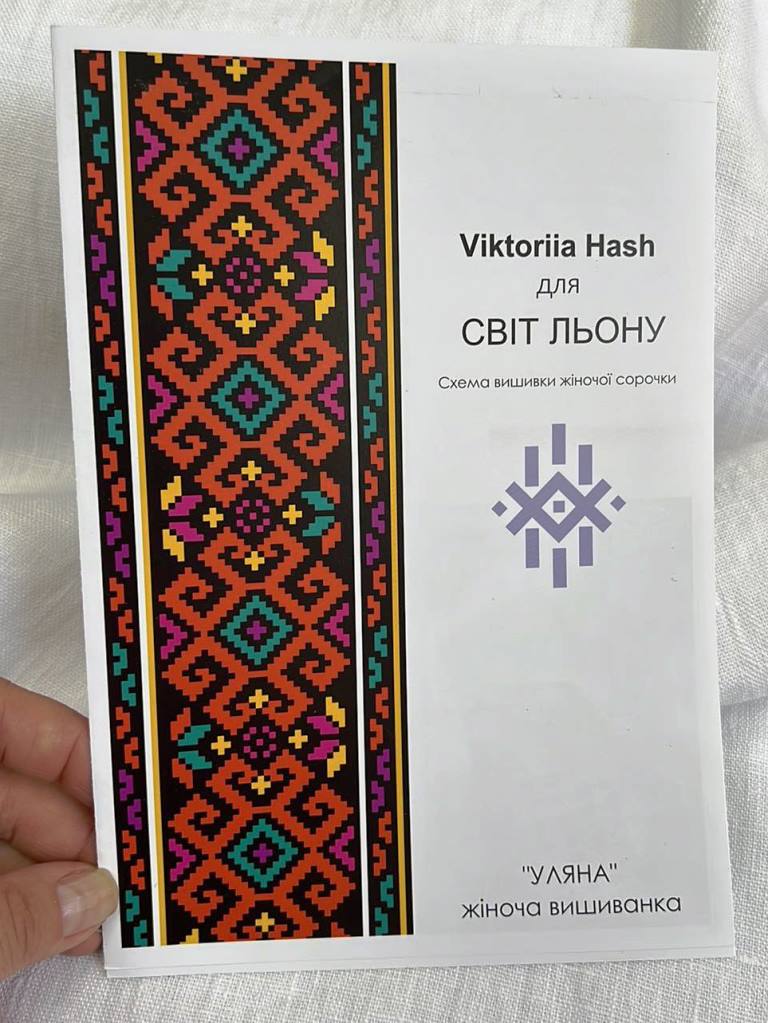 Viktoriia Hash
для
СВІТ ЛЬОНУ
Схема вишивки жіночої сорочки
"УЛЯНА"
жіноча вишиванка